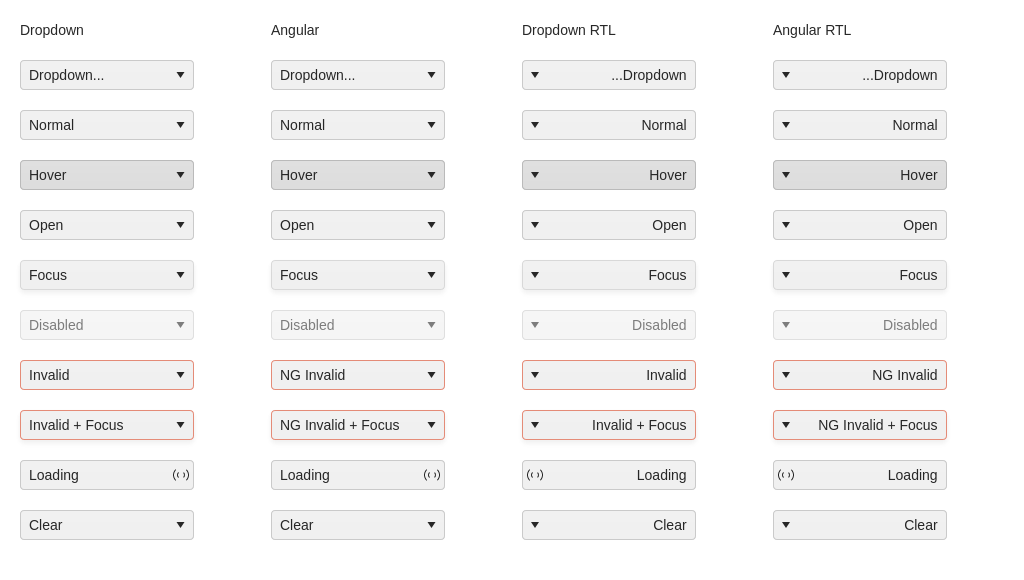 Dropdown Angular Dropdown RTL Angular RTL
Dropdown... Dropdown... ...Dropdown ...Dropdown
Normal Normal Normal Normal
Hover Hover Hover Hover
Open Open Open Open
Focus Focus Focus Focus
Disabled Disabled Disabled Disabled
Invalid NG Invalid Invalid NG Invalid
Invalid + Focus NG Invalid + Focus Invalid + Focus NG Invalid + Focus
Loading Loading Loading Loading
Clear Clear Clear Clear